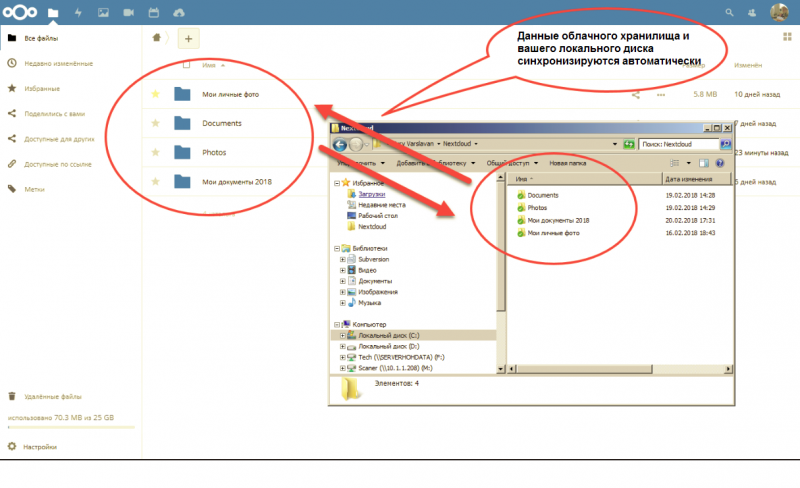 Данные облачного хранилища и
вашего локального диска
синхронизируются автоматически
Все файлы
Недавно изменённые
Избранные
Поделились с вами
Доступные для других
Доступные по ссылке
Метки
Удалённые файлы
использовано 70.3 MB из 25 GB
Настройки
Имя
Размер
Изменён
Мои личные фото
5.8 MB
10 дней назад
Documents
7 дней назад
Photos
23 минуты назад
Мои документы 2018
дней назад
Nextcloud
Varslavan
Nextcloud
Поиск: Nextcloud
Добавить в библиотеку
Общий доступ
Новая папка
Избранное
Загрузки
Недавние места
Рабочий стол
Nextcloud
Библиотеки
Subversion
Видео
Документы
Изображения
Музыка
Компьютер
Локальный диск (C:)
Локальный диск (D:)
Tech (\\SERVERHOHDATA) (F:)
Scaner (\\10.1.1.208) (M:)
Имя
Дата изменения
Documents
19.02.2018 14:28
Photos
19.02.2018 14:29
Мои документы 2018
20.02.2018 17:31
Мои личные фото
16.02.2018 18:43
Элементов: 4